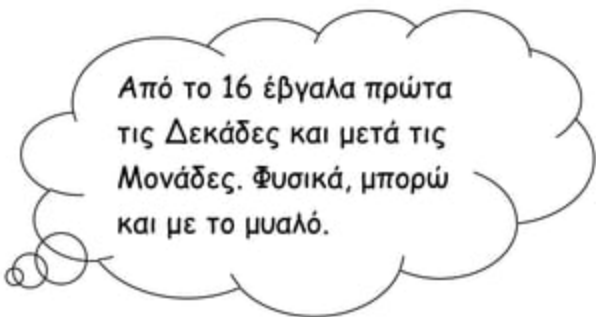 Από το 16 έβγαλα πρώτα
τις Δεκάδες και μετά τις
Μονάδες. Φυσικά, μπορώ
και με το μυαλό.